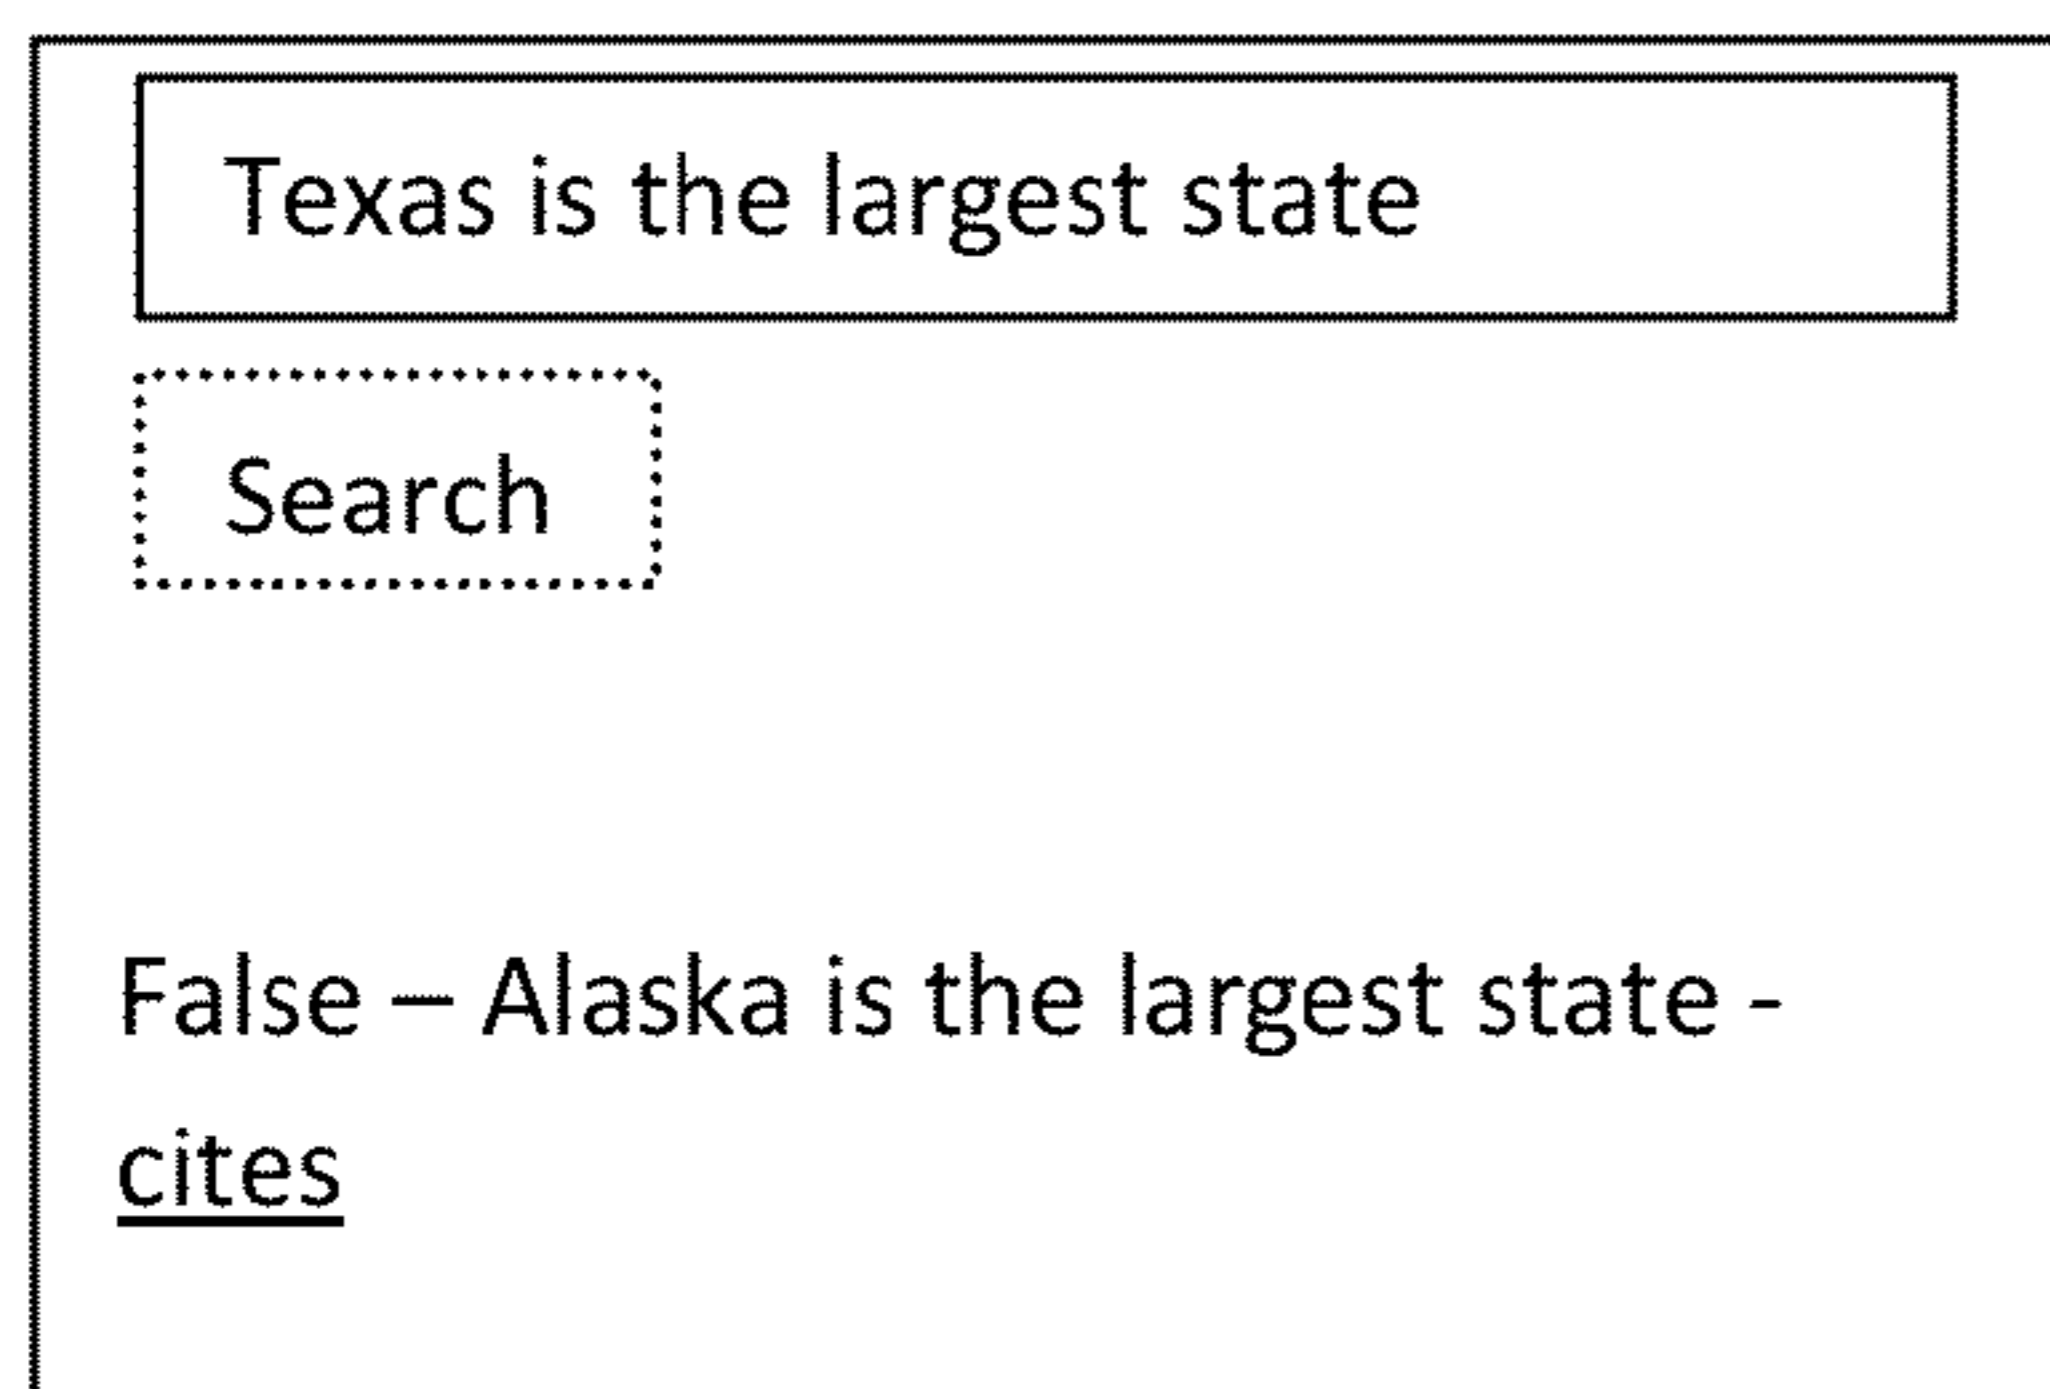 Texas is the largest state
Search
False – Alaska is the largest state -
cites